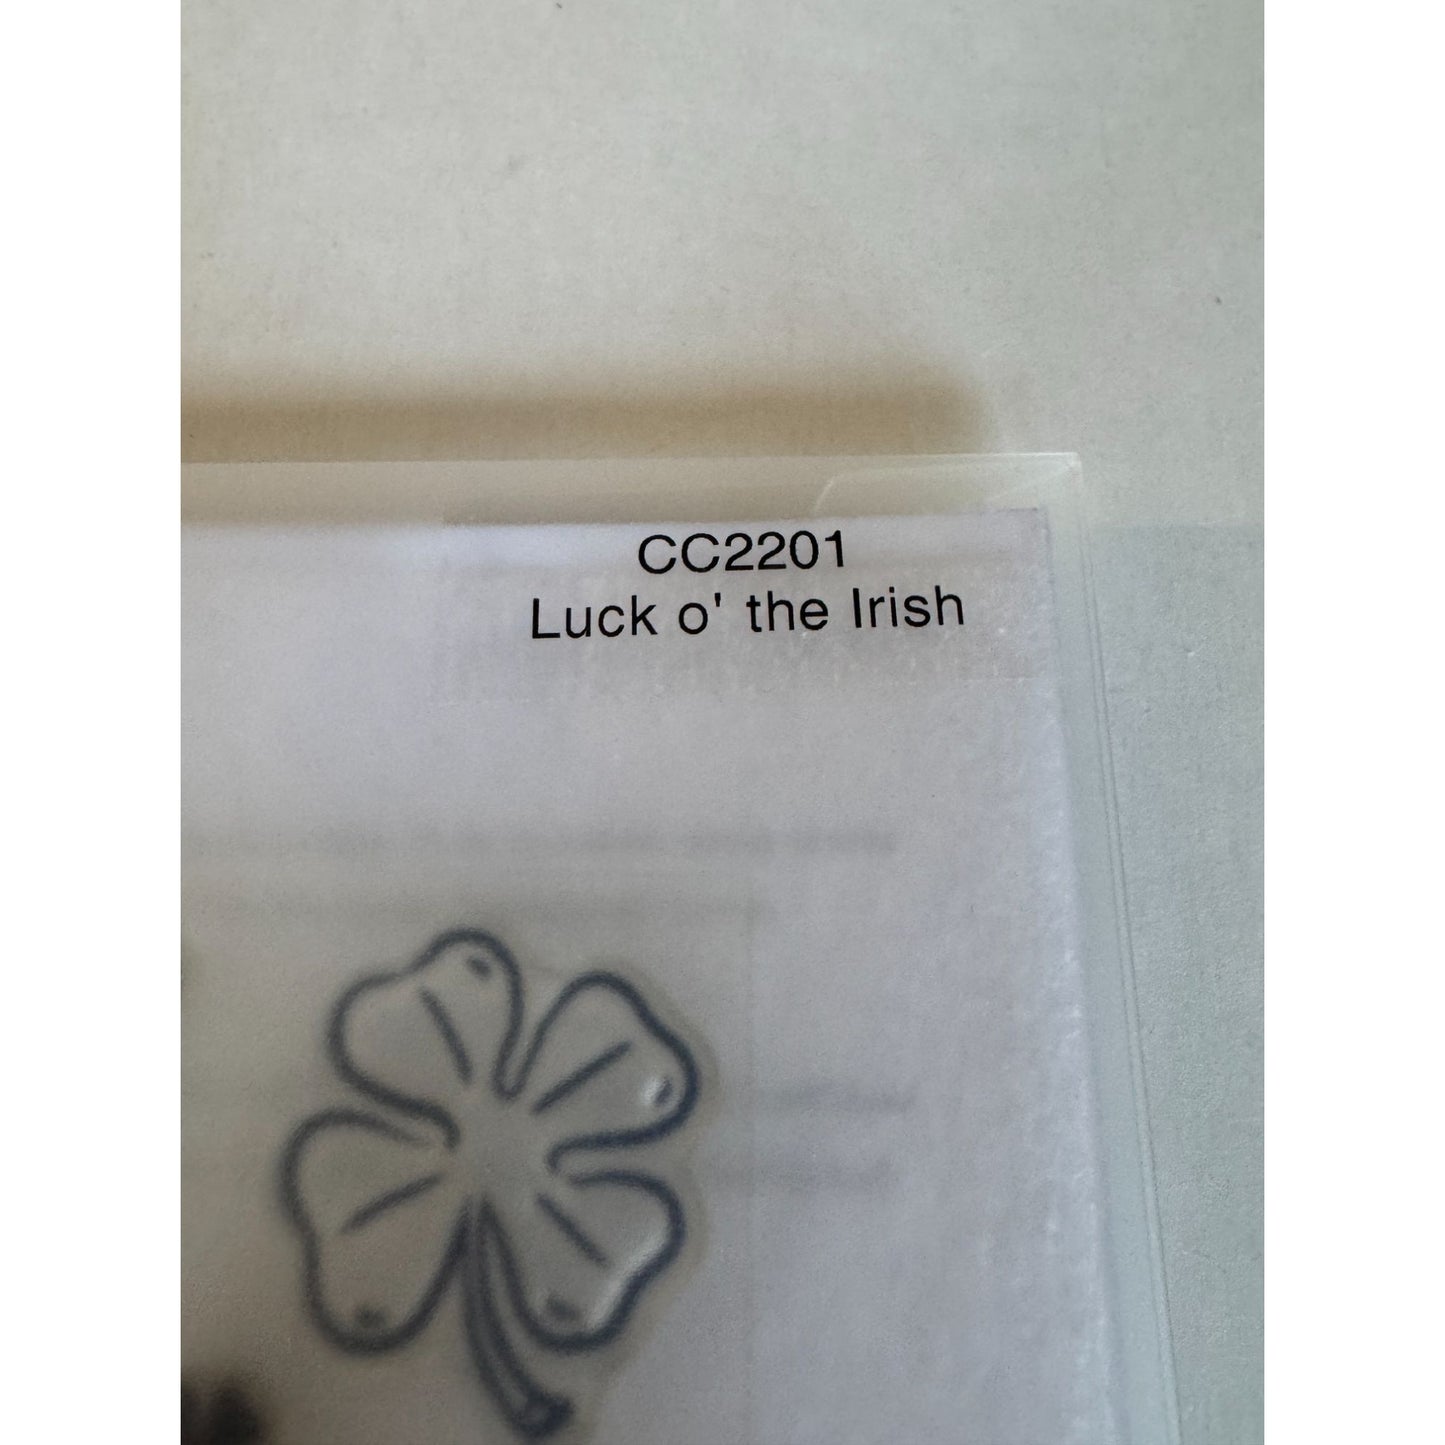 CC2201
Luck o' the Irish